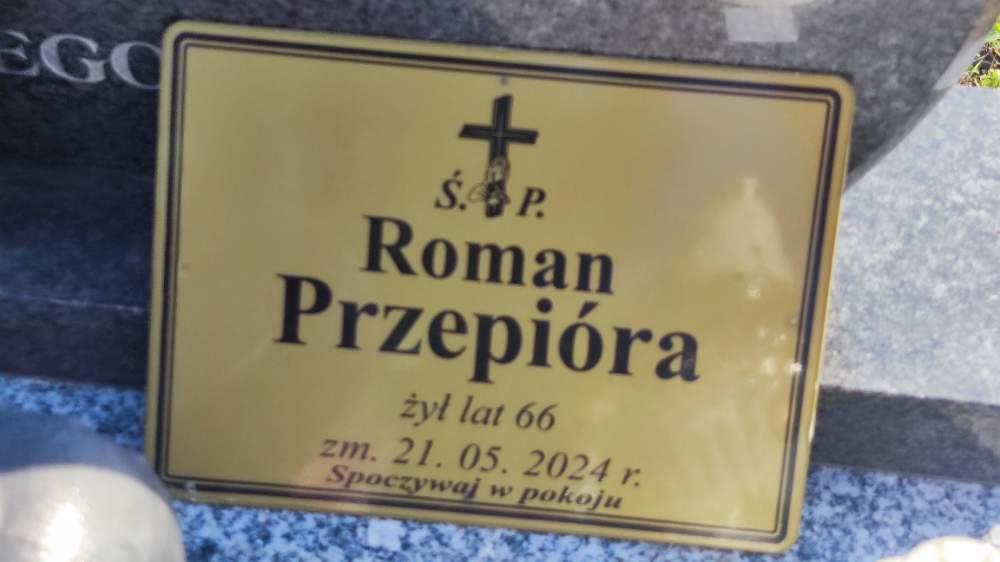 EGO
Ś. P.
Roman
Przepióra
żył lat 66
zm. 21. 05. 2024 r.
Spoczywaj w pokoju